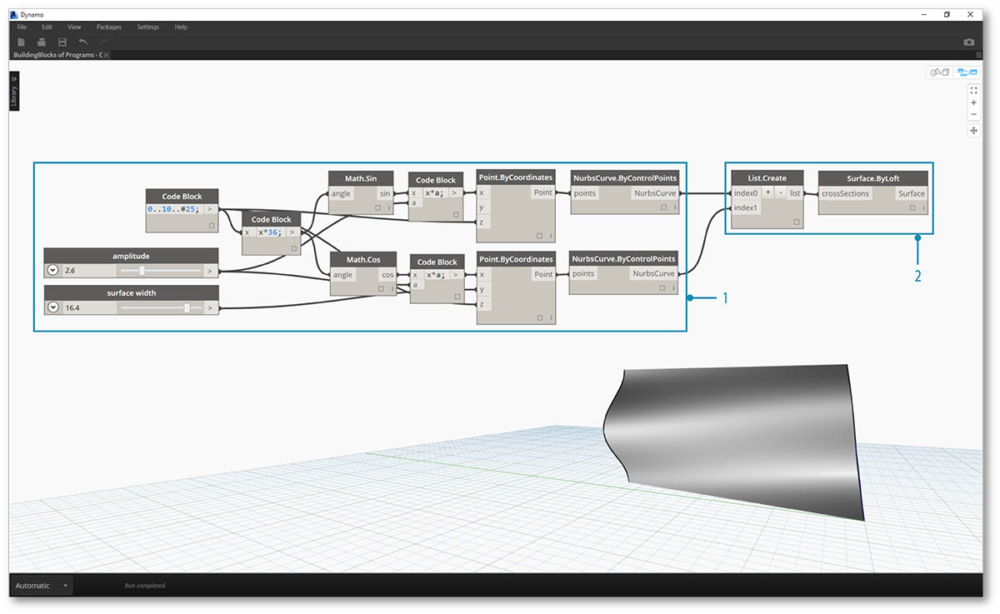 Dynamo
File Edit View Packages Settings Help
BuildingBlocks of Programs - C
Library
Code Block
0..10..#25; >
Code Block
x x*36; >
amplitude
2.6 >
surface width
16.4 >
Math.Sin
angle sin
Code Block
x x*a; >
a
Point.ByCoordinates
x Point
y
z
NurbsCurve.ByControlPoints
points NurbsCurve
Math.Cos
angle cos
Code Block
x x*a; >
a
Point.ByCoordinates
x Point
y
z
NurbsCurve.ByControlPoints
points NurbsCurve
1
List.Create
index0 + - list
index1
Surface.ByLoft
crossSections Surface
2
Automatic
Run completed.